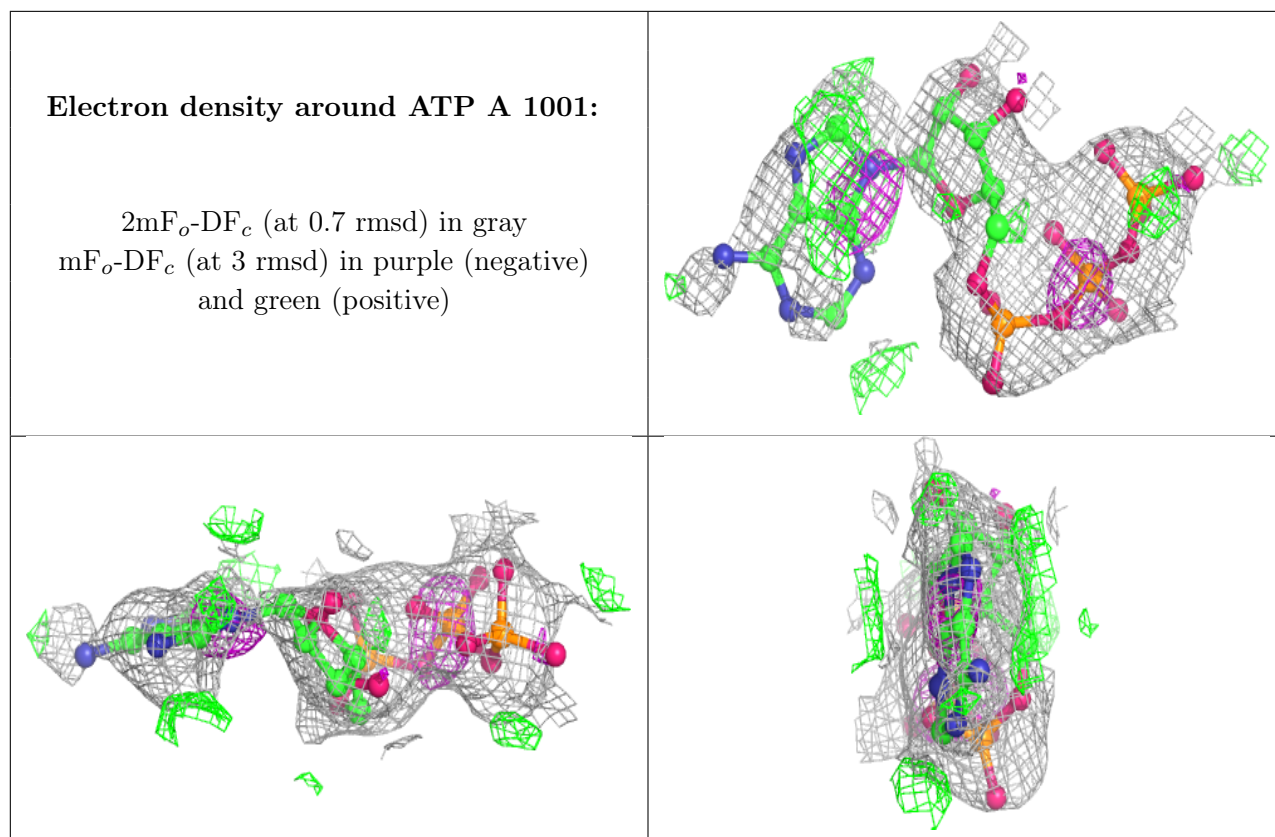 Electron density around ATP A 1001:
2mFo-DFc (at 0.7 rmsd) in gray
mFo-DFc (at 3 rmsd) in purple (negative)
and green (positive)